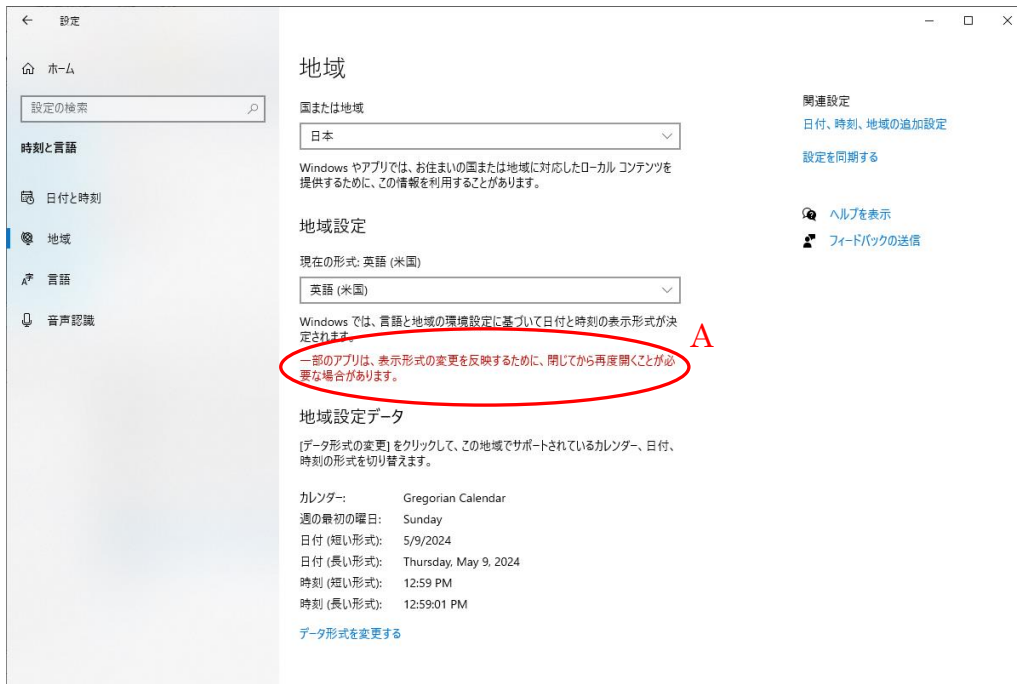 設定
ホーム
設定の検索
時刻と言語
日付と時刻
地域
言語
音声認識
地域
国または地域
日本
Windows やアプリでは、お住まいの国または地域に対応したローカル コンテンツを
提供するために、この情報を利用することがあります。
地域設定
現在の形式: 英語 (米国)
英語 (米国)
Windows では、言語と地域の環境設定に基づいて日付と時刻の表示形式が決
定されます。
一部のアプリは、表示形式の変更を反映するために、閉じてから再度開くことが必
要な場合があります。
A
地域設定データ
[データ形式の変更] をクリックして、この地域でサポートされているカレンダー、日付、
時刻の形式を切り替えます。
カレンダー: Gregorian Calendar
週の最初の曜日: Sunday
日付 (短い形式): 5/9/2024
日付 (長い形式): Thursday, May 9, 2024
時刻 (短い形式): 12:59 PM
時刻 (長い形式): 12:59:01 PM
データ形式を変更する
関連設定
日付、時刻、地域の追加設定
設定を同期する
ヘルプを表示
フィードバックの送信